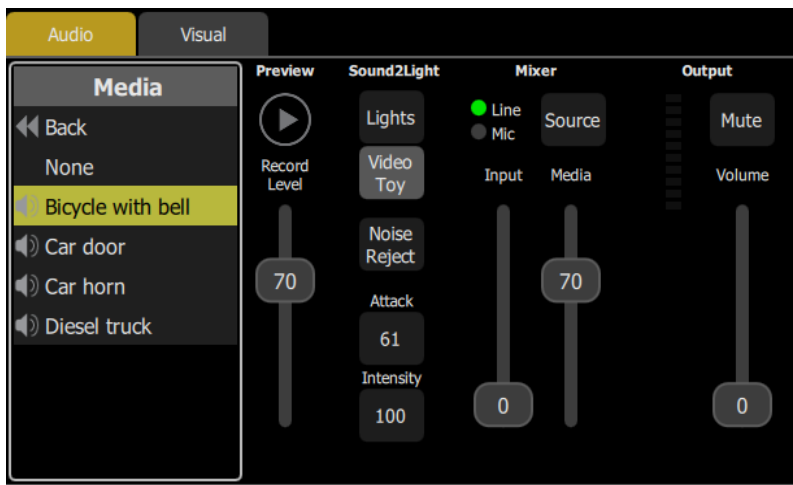 Audio
Visual
Media
Back
None
Bicycle with bell
Car door
Car horn
Diesel truck
Preview
Record
Level
70
Sound2Light
Lights
Video
Toy
Noise
Reject
Attack
61
Intensity
100
Mixer
Line
Mic
Source
Input
Media
0
70
Output
Mute
Volume
0